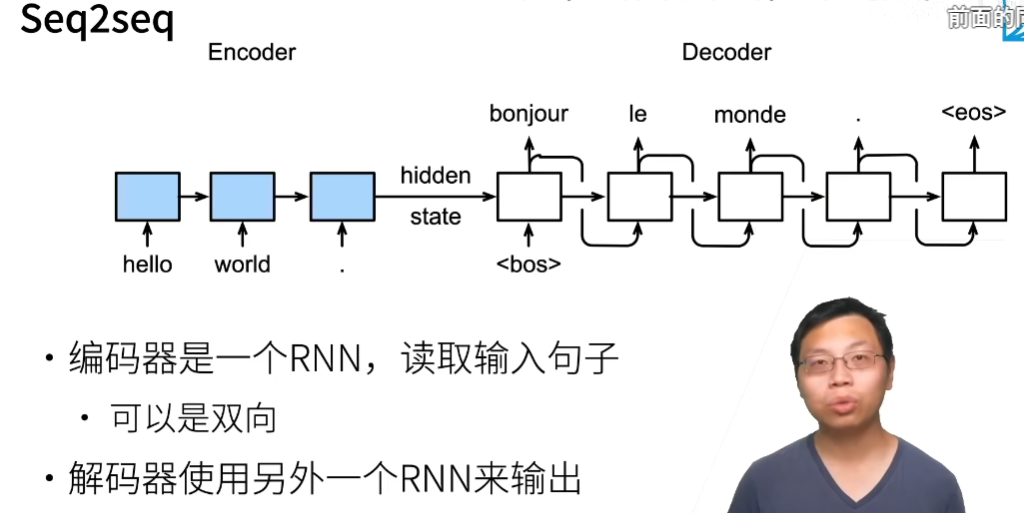 Seq2seq
前面的
Encoder
Decoder
bonjour le monde . <eos>
hidden
state
hello world . <bos>
• 编码器是一个RNN，读取输入句子
• 可以是双向
• 解码器使用另外一个RNN来输出